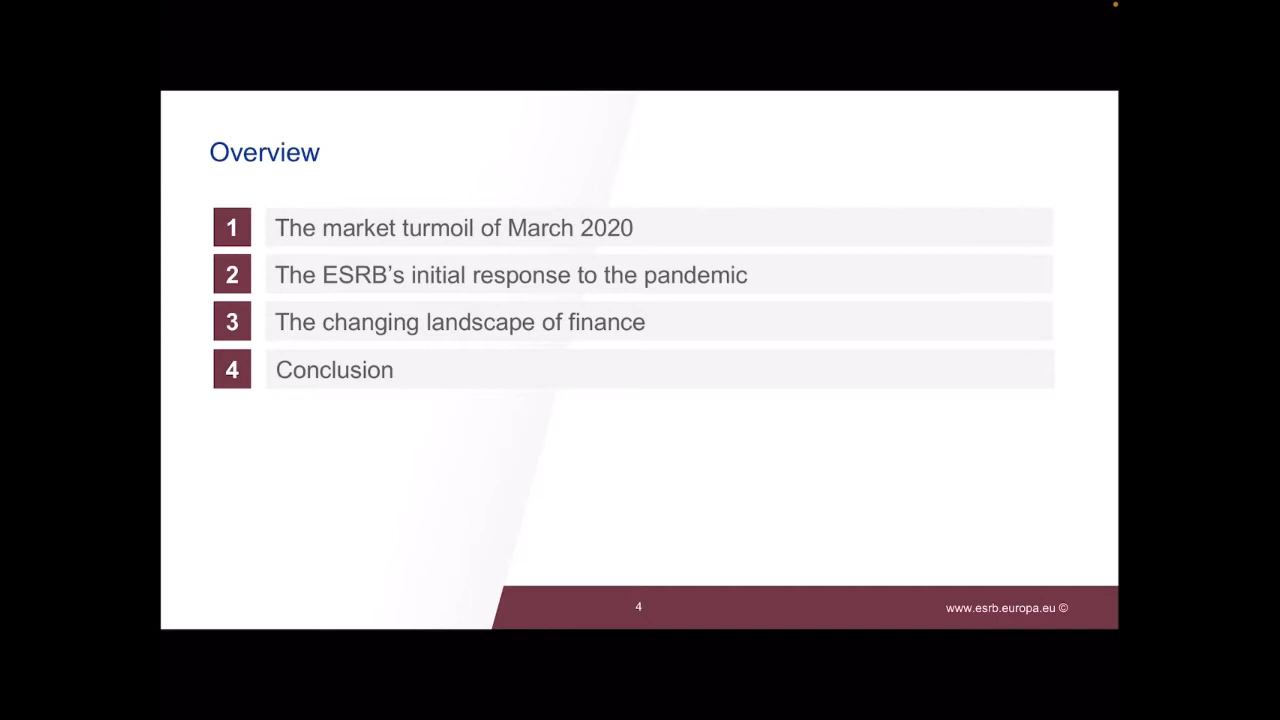 Overview
1 The market turmoil of March 2020
2 The ESRB’s initial response to the pandemic
3 The changing landscape of finance
4 Conclusion
4 www.esrb.europa.eu ©